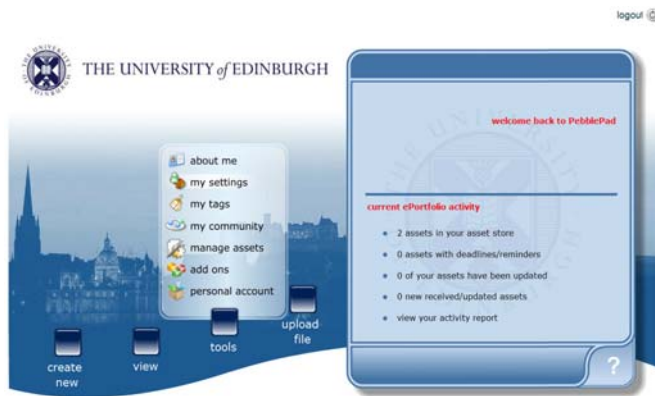 logout
THE UNIVERSITY of EDINBURGH
welcome back to PebblePad
about me
my settings
my tags
my community
manage assets
add ons
personal account
current ePortfolio activity
2 assets in your asset store
0 assets with deadlines/reminders
0 of your assets have been updated
0 new received/updated assets
view your activity report
create
new
view
tools
upload
file
?